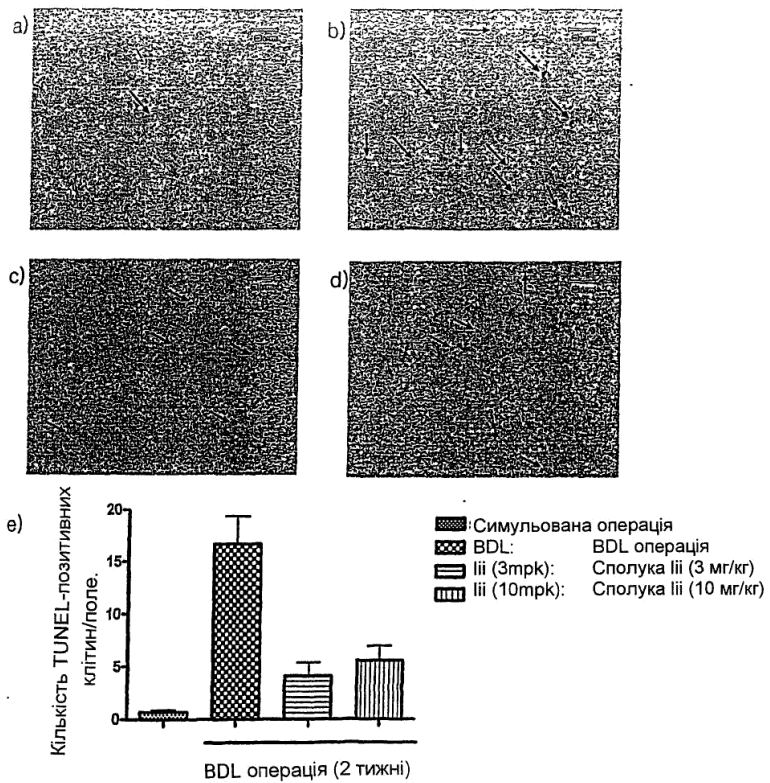 a)
b)
c)
d)
e)
20
15
10
5
0
Кількість TUNEL-позитивних
клітин/поле.
BDL операція (2 тижні)
Симульована операція
BDL: BDL операція
Iii (3mpk): Сполука Iii (3 мг/кг)
Iii (10mpk): Сполука Iii (10 мг/кг)